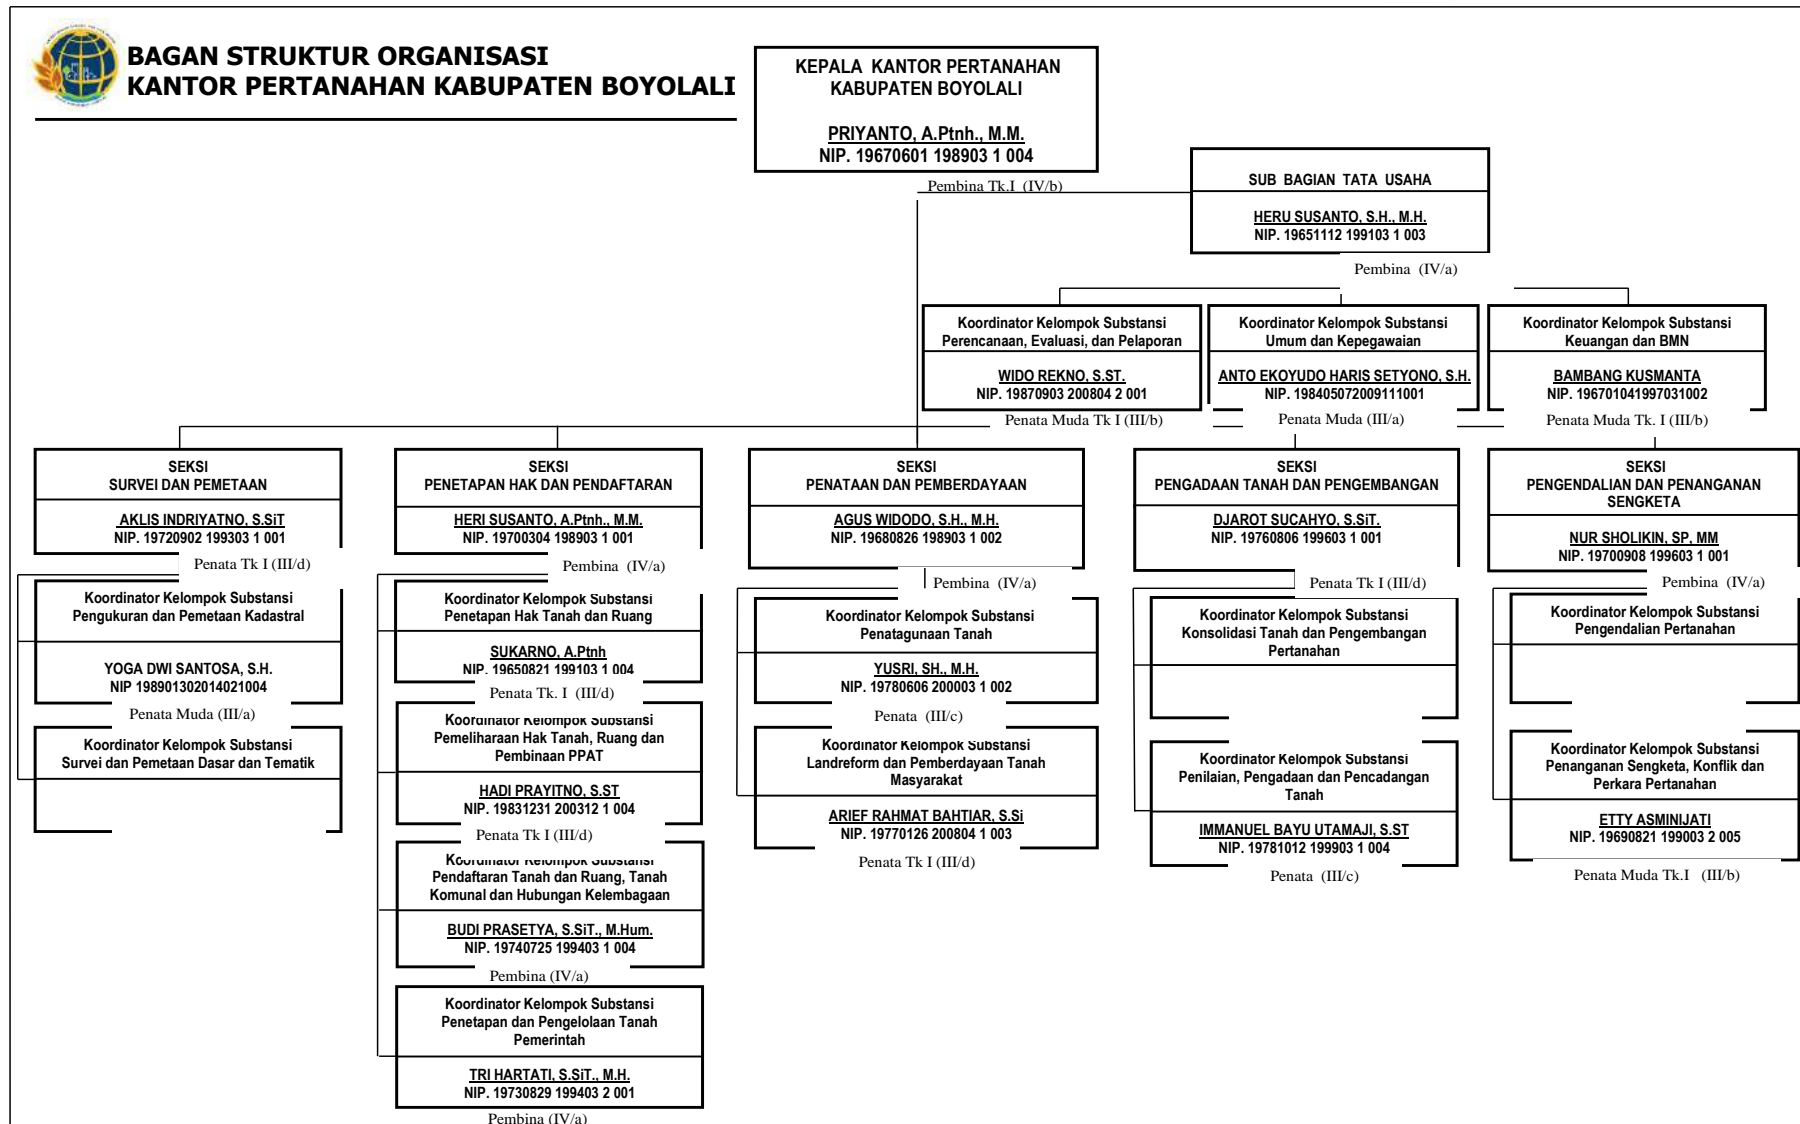 BAGAN STRUKTUR ORGANISASI
KANTOR PERTANAHAN KABUPATEN BOYOLALI
KEPALA KANTOR PERTANAHAN
KABUPATEN BOYOLALI
PRIYANTO, A.Ptnh., M.M.
NIP. 19670601 198903 1 004
Pembina Tk.I (IV/b)
SUB BAGIAN TATA USAHA
HERU SUSANTO, S.H., M.H.
NIP. 19651112 199103 1 003
Pembina (IV/a)
Koordinator Kelompok Substansi
Perencanaan, Evaluasi, dan Pelaporan
WIDO REKNO, S.ST.
NIP. 19870903 200804 2 001
Penata Muda Tk I (III/b)
Koordinator Kelompok Substansi
Umum dan Kepegawaian
ANTO EKOYUDO HARIS SETYONO, S.H.
NIP. 198405072009111001
Penata Muda (III/a)
Koordinator Kelompok Substansi
Keuangan dan BMN
BAMBANG KUSMANTA
NIP. 196701041997031002
Penata Muda Tk. I (III/b)
SEKSI
SURVEI DAN PEMETAAN
AKLIS INDRIYATNO, S.SiT
NIP. 19720902 199303 1 001
Penata Tk I (III/d)
Koordinator Kelompok Substansi
Pengukuran dan Pemetaan Kadastral
YOGA DWI SANTOSA, S.H.
NIP 198901302014021004
Penata Muda (III/a)
Koordinator Kelompok Substansi
Survei dan Pemetaan Dasar dan Tematik
SEKSI
PENETAPAN HAK DAN PENDAFTARAN
HERI SUSANTO, A.Ptnh., M.M.
NIP. 19700304 198903 1 001
Pembina (IV/a)
Koordinator Kelompok Substansi
Penetapan Hak Tanah dan Ruang
SUKARNO, A.Ptnh
NIP. 19650821 199103 1 004
Penata Tk. I (III/d)
Koordinator Kelompok Substansi
Pemeliharaan Hak Tanah, Ruang dan
Pembinaan PPAT
HADI PRAYITNO, S.ST
NIP. 19831231 200312 1 004
Penata Tk I (III/d)
Koordinator Kelompok Substansi
Pendaftaran Tanah dan Ruang, Tanah
Komunal dan Hubungan Kelembagaan
BUDI PRASETYA, S.SiT., M.Hum.
NIP. 19740725 199403 1 004
Pembina (IV/a)
Koordinator Kelompok Substansi
Penetapan dan Pengelolaan Tanah
Pemerintah
TRI HARTATI, S.SiT., M.H.
NIP. 19730829 199403 2 001
Pembina (IV/a)
SEKSI
PENATAAN DAN PEMBERDAYAAN
AGUS WIDODO, S.H., M.H.
NIP. 19680826 198903 1 002
Pembina (IV/a)
Koordinator Kelompok Substansi
Penatagunaan Tanah
YUSRI, SH., M.H.
NIP. 19780606 200003 1 002
Penata (III/c)
Koordinator Kelompok Substansi
Landreform dan Pemberdayaan Tanah
Masyarakat
ARIEF RAHMAT BAHTIAR, S.Si
NIP. 19770126 200804 1 003
Penata Tk I (III/d)
SEKSI
PENGADAAN TANAH DAN PENGEMBANGAN
DJAROT SUCAHYO, S.SiT.
NIP. 19760806 199603 1 001
Penata Tk I (III/d)
Koordinator Kelompok Substansi
Konsolidasi Tanah dan Pengembangan
Pertanahan
Koordinator Kelompok Substansi
Penilaian, Pengadaan dan Pencadangan
Tanah
IMMANUEL BAYU UTAMAJI, S.ST
NIP. 19781012 199903 1 004
Penata (III/c)
SEKSI
PENGENDALIAN DAN PENANGANAN
SENGKETA
NUR SHOLIKIN, SP, MM
NIP. 19700908 199603 1 001
Pembina (IV/a)
Koordinator Kelompok Substansi
Pengendalian Pertanahan
Koordinator Kelompok Substansi
Penanganan Sengketa, Konflik dan
Perkara Pertanahan
ETTY ASMINIJATI
NIP. 19690821 199003 2 005
Penata Muda Tk.I (III/b)